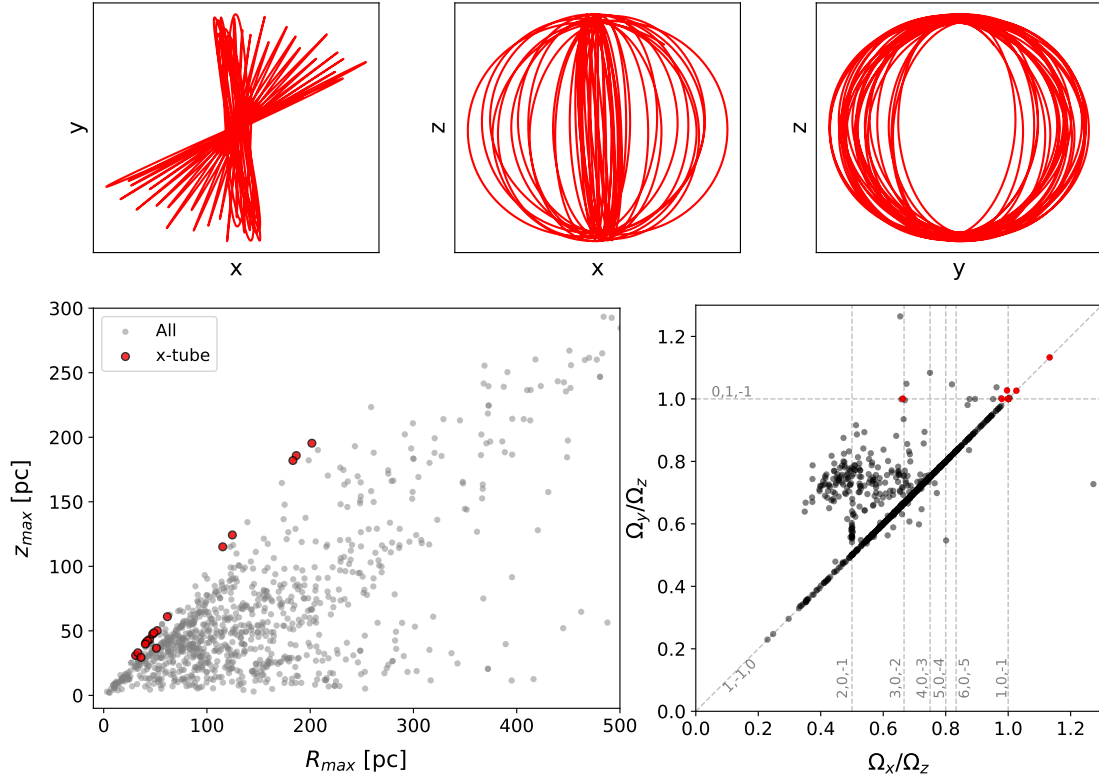 y
x
z
x
z
y
300
250
200
150
100
50
0
z_max [pc]
All
x-tube
0
100
200
300
400
500
R_max [pc]
1.2
1.0
0.8
0.6
0.4
0.2
0.0
Ω_y/Ω_z
0,1,-1
1,-1,0
2,0,-1
3,0,-2
4,0,-3
5,0,-4
6,0,-5
1,0,-1
0.0
0.2
0.4
0.6
0.8
1.0
1.2
Ω_x/Ω_z